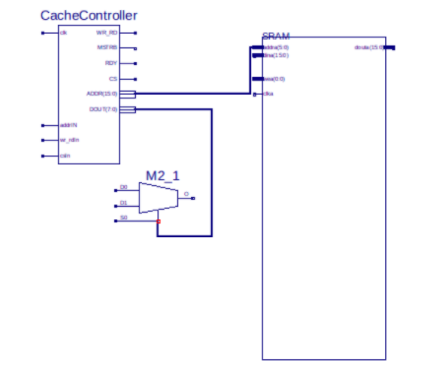 CacheController
clk
WR_RD
MSTRB
RDY
CS
ADDR(15:0)
DOUT(7:0)
addrIN
wr_rdin
csin
SRAM
addra(5:0)
dina(15:0)
wea(0:0)
clka
douta(15:0)
M2_1
D0
D1
S0
O